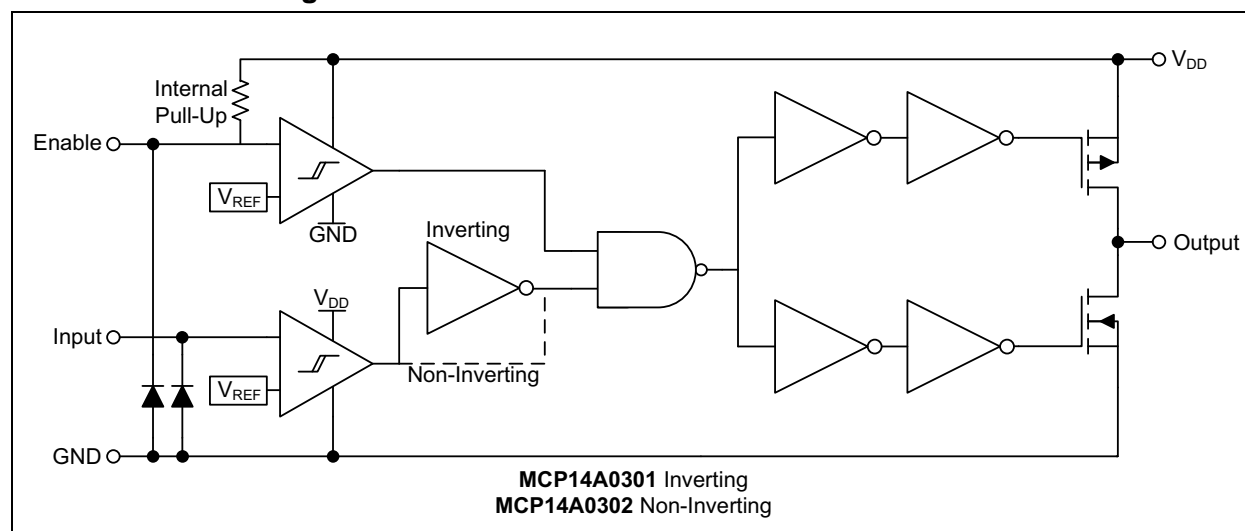 Internal
Pull-Up
V_DD
Enable
V_REF
GND
Inverting
Output
V_DD
Input
Non-Inverting
V_REF
GND
MCP14A0301 Inverting
MCP14A0302 Non-Inverting